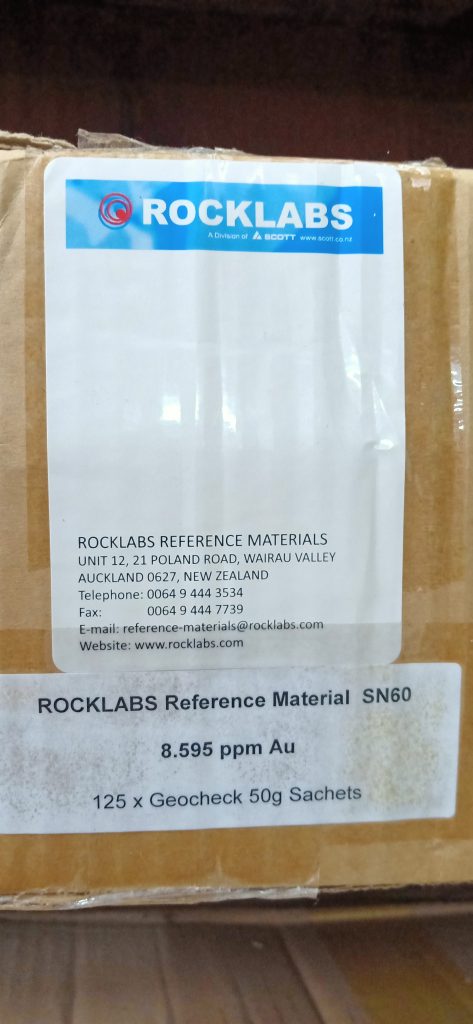 ROCKLABS
A Division of SCOTT www.scott.co.nz
ROCKLABS REFERENCE MATERIALS
UNIT 12, 21 POLAND ROAD, WAIRAU VALLEY
AUCKLAND 0627, NEW ZEALAND
Telephone: 0064 9 444 3534
Fax: 0064 9 444 7739
E-mail: reference-materials@rocklabs.com
Website: www.rocklabs.com
ROCKLABS Reference Material SN60
8.595 ppm Au
125 x Geocheck 50g Sachets